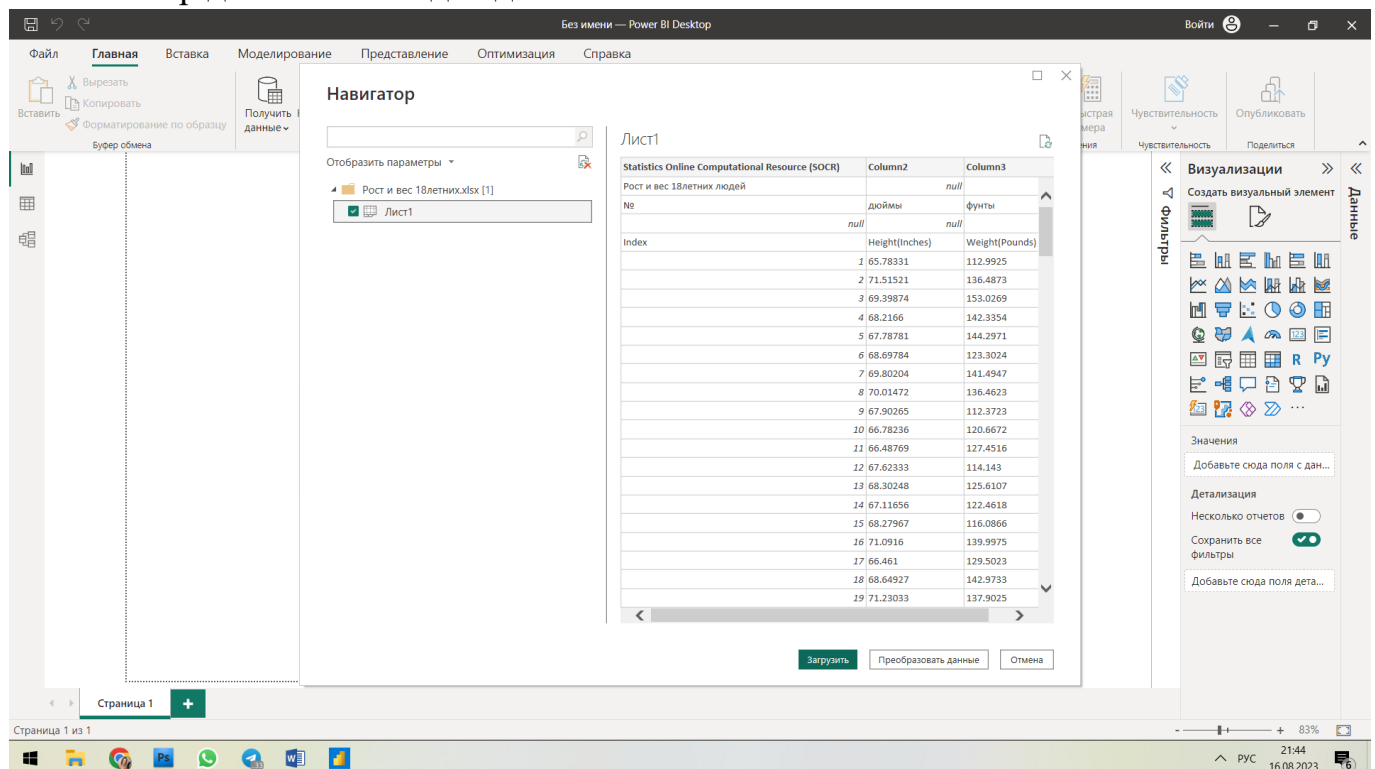 Без имени — Power BI Desktop
Войти
Файл Главная Вставка Моделирование Представление Оптимизация Справка
Вставить
Вырезать
Копировать
Форматирование по образцу
Буфер обмена
Получить
данные
Чувствительность
Опубликовать
Чувствительность
Поделиться
Навигатор
Отобразить параметры
Рост и вес 18летних.xlsx [1]
Лист1
Лист1
Statistics Online Computational Resource (SOCR) Column2 Column3
Рост и вес 18летних людей null
№ дюймы фунты
null null
Index Height(Inches) Weight(Pounds)
1 65.78331 112.9925
2 71.51521 136.4873
3 69.39874 153.0269
4 68.2166 142.3354
5 67.78781 144.2971
6 68.69784 123.3024
7 69.80204 141.4947
8 70.01472 136.4623
9 67.90265 112.3723
10 66.78236 120.6672
11 66.48769 127.4516
12 67.62333 114.143
13 68.30248 125.6107
14 67.11656 122.4618
15 68.27967 116.0866
16 71.0916 139.9975
17 66.461 129.5023
18 68.64927 142.9733
19 71.23033 137.9025
Загрузить Преобразовать данные Отмена
Фильтры
Визуализации
Создать визуальный элемент
123
R Py
123
Значения
Добавьте сюда поля с дан...
Детализация
Несколько отчетов
Сохранить все
фильтры
Добавьте сюда поля дета...
Данные
Страница 1
Страница 1 из 1
83%
Ps
W
РУС
21:44
16.08.2023
6